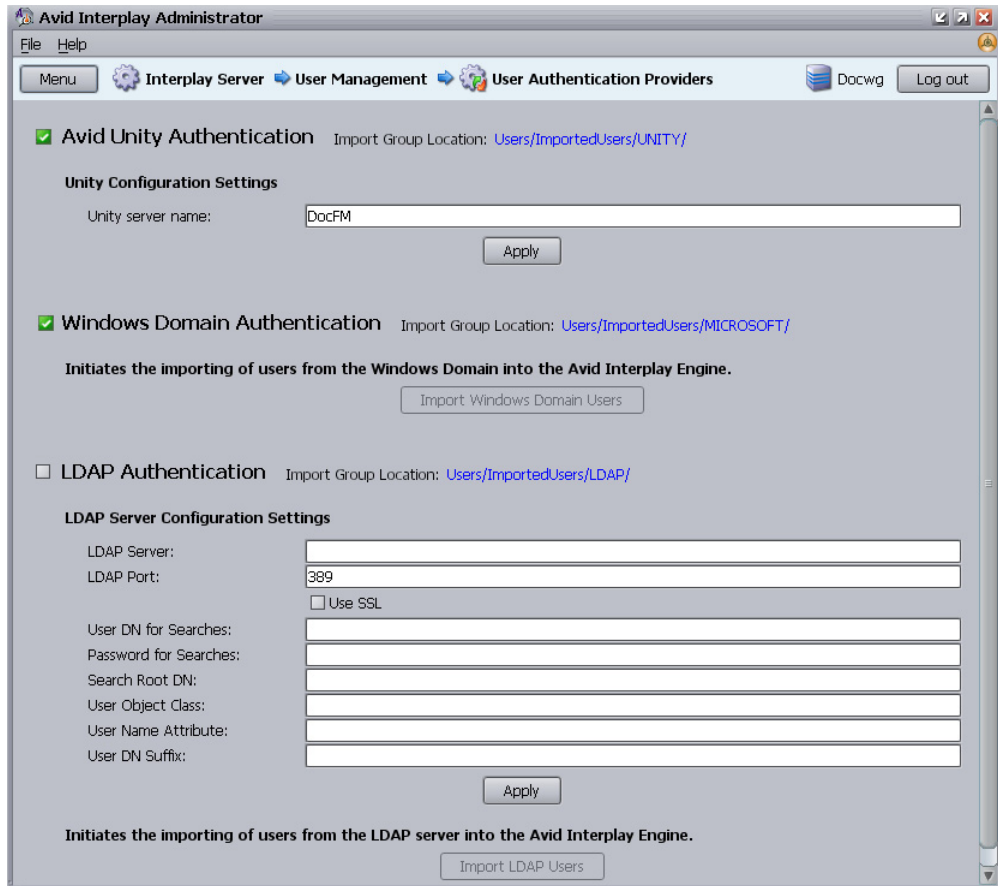 Avid Interplay Administrator
File Help
Menu Interplay Server User Management User Authentication Providers Docwg Log out
Avid Unity Authentication Import Group Location: Users/ImportedUsers/UNITY/
Unity Configuration Settings
Unity server name: DocFM
Apply
Windows Domain Authentication Import Group Location: Users/ImportedUsers/MICROSOFT/
Initiates the importing of users from the Windows Domain into the Avid Interplay Engine.
Import Windows Domain Users
LDAP Authentication Import Group Location: Users/ImportedUsers/LDAP/
LDAP Server Configuration Settings
LDAP Server:
LDAP Port: 389
Use SSL
User DN for Searches:
Password for Searches:
Search Root DN:
User Object Class:
User Name Attribute:
User DN Suffix:
Apply
Initiates the importing of users from the LDAP server into the Avid Interplay Engine.
Import LDAP Users